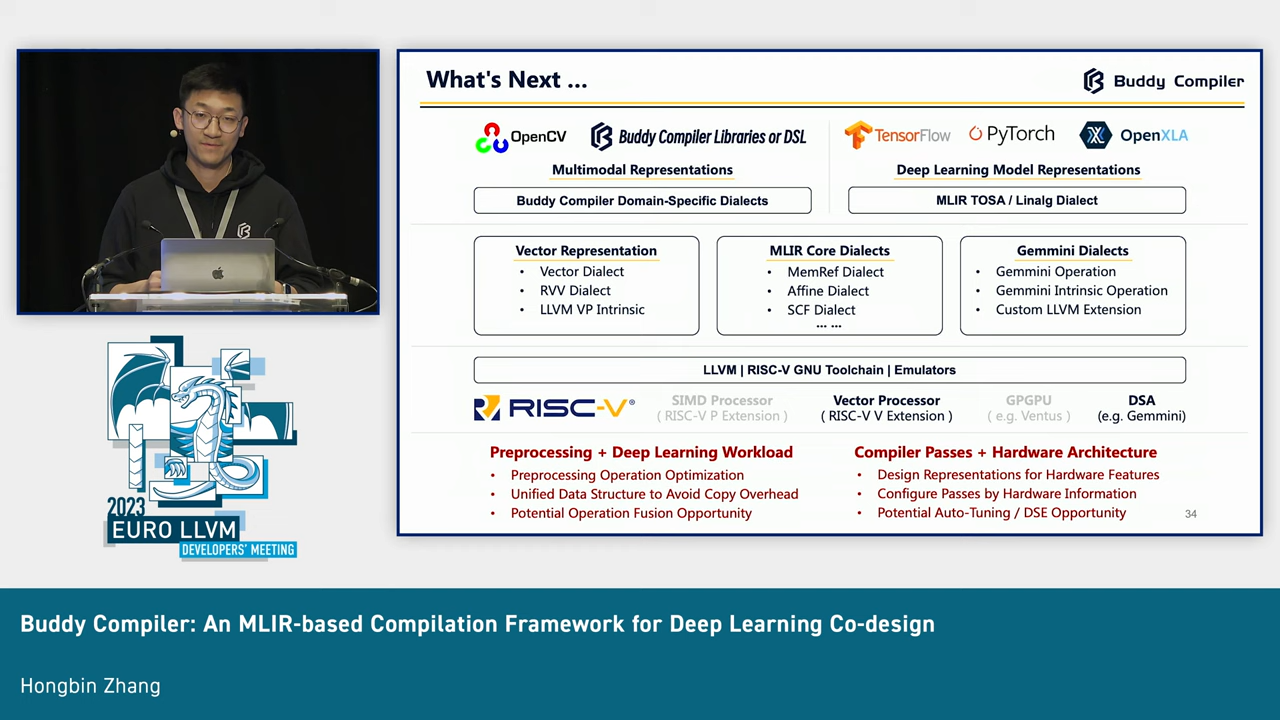 What's Next ...
Buddy Compiler
OpenCV
Buddy Compiler Libraries or DSL
TensorFlow
PyTorch
OpenXLA
Multimodal Representations
Deep Learning Model Representations
Buddy Compiler Domain-Specific Dialects
MLIR TOSA / Linalg Dialect
Vector Representation
• Vector Dialect
• RVV Dialect
• LLVM VP Intrinsic
MLIR Core Dialects
• MemRef Dialect
• Affine Dialect
• SCF Dialect
... ...
Gemmini Dialects
• Gemmini Operation
• Gemmini Intrinsic Operation
• Custom LLVM Extension
LLVM | RISC-V GNU Toolchain | Emulators
RISC-V®
SIMD Processor
( RISC-V P Extension )
Vector Processor
( RISC-V V Extension )
GPGPU
( e.g. Ventus )
DSA
(e.g. Gemmini)
Preprocessing + Deep Learning Workload
• Preprocessing Operation Optimization
• Unified Data Structure to Avoid Copy Overhead
• Potential Operation Fusion Opportunity
Compiler Passes + Hardware Architecture
• Design Representations for Hardware Features
• Configure Passes by Hardware Information
• Potential Auto-Tuning / DSE Opportunity
34
2023
EURO LLVM
DEVELOPERS' MEETING
Buddy Compiler: An MLIR-based Compilation Framework for Deep Learning Co-design
Hongbin Zhang